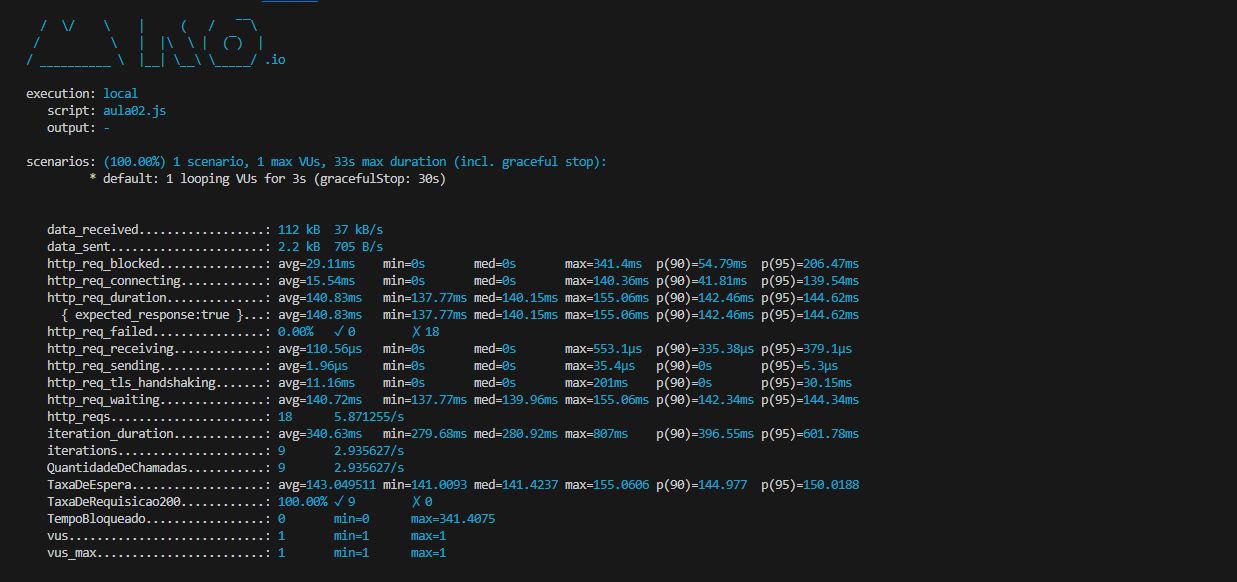 execution: local
script: aula02.js
output: -
scenarios: (100.00%) 1 scenario, 1 max VUs, 33s max duration (incl. graceful stop):
* default: 1 looping VUs for 3s (gracefulStop: 30s)
data_received..................: 112 kB 37 kB/s
data_sent......................: 2.2 kB 705 B/s
http_req_blocked...............: avg=29.11ms min=0s med=0s max=341.4ms p(90)=54.79ms p(95)=206.47ms
http_req_connecting............: avg=15.54ms min=0s med=0s max=140.36ms p(90)=41.81ms p(95)=139.54ms
http_req_duration..............: avg=140.83ms min=137.77ms med=140.15ms max=155.06ms p(90)=142.46ms p(95)=144.62ms
{ expected_response:true }...: avg=140.83ms min=137.77ms med=140.15ms max=155.06ms p(90)=142.46ms p(95)=144.62ms
http_req_failed................: 0.00% ✓ 0 ✗ 18
http_req_receiving.............: avg=110.56µs min=0s med=0s max=553.1µs p(90)=335.38µs p(95)=379.1µs
http_req_sending...............: avg=1.96µs min=0s med=0s max=35.4µs p(90)=0s p(95)=5.3µs
http_req_tls_handshaking.......: avg=11.16ms min=0s med=0s max=201ms p(90)=0s p(95)=30.15ms
http_req_waiting...............: avg=140.72ms min=137.77ms med=139.96ms max=155.06ms p(90)=142.34ms p(95)=144.34ms
http_reqs......................: 18 5.871255/s
iteration_duration.............: avg=340.63ms min=279.68ms med=280.92ms max=807ms p(90)=396.55ms p(95)=601.78ms
iterations.....................: 9 2.935627/s
QuantidadeDeChamadas...........: 9 2.935627/s
TaxaDeEspera...................: avg=143.049511 min=141.0093 med=141.4237 max=155.0606 p(90)=144.977 p(95)=150.0188
TaxaDeRequisicao200............: 100.00% ✓ 9 ✗ 0
TempoBloqueado.................: 0 min=0 max=341.4075
vus............................: 1 min=1 max=1
vus_max........................: 1 min=1 max=1